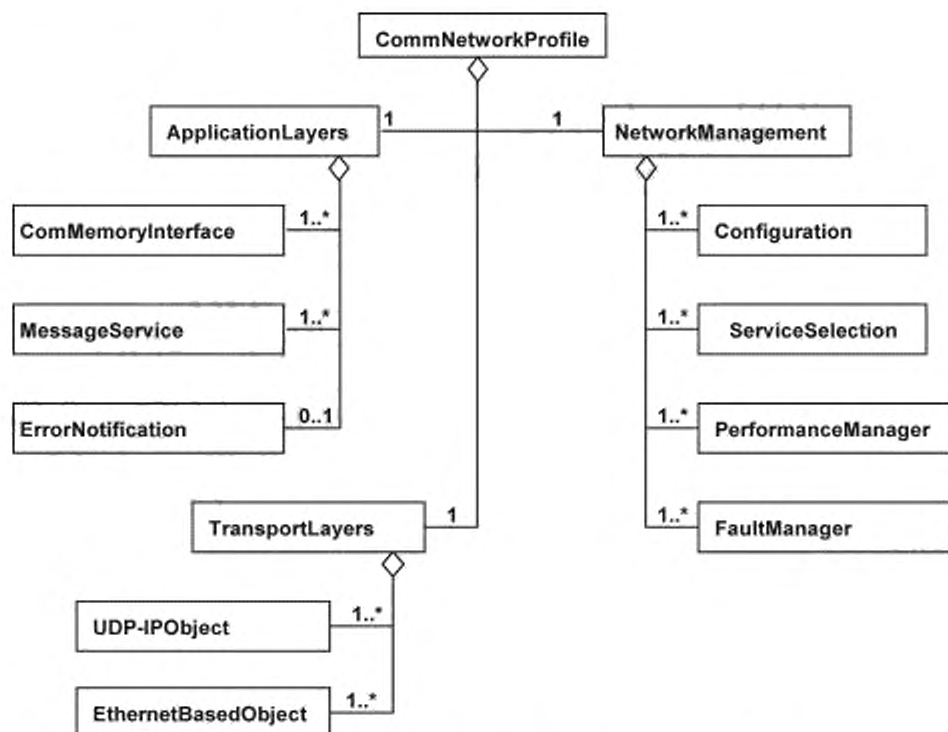 CommNetworkProfile
ApplicationLayers
1
1
NetworkManagement
ComMemoryInterface
1..*
1..*
Configuration
MessageService
1..*
1..*
ServiceSelection
ErrorNotification
0..1
1..*
PerformanceManager
TransportLayers
1
1..*
FaultManager
UDP-IPObject
1..*
EthernetBasedObject
1..*